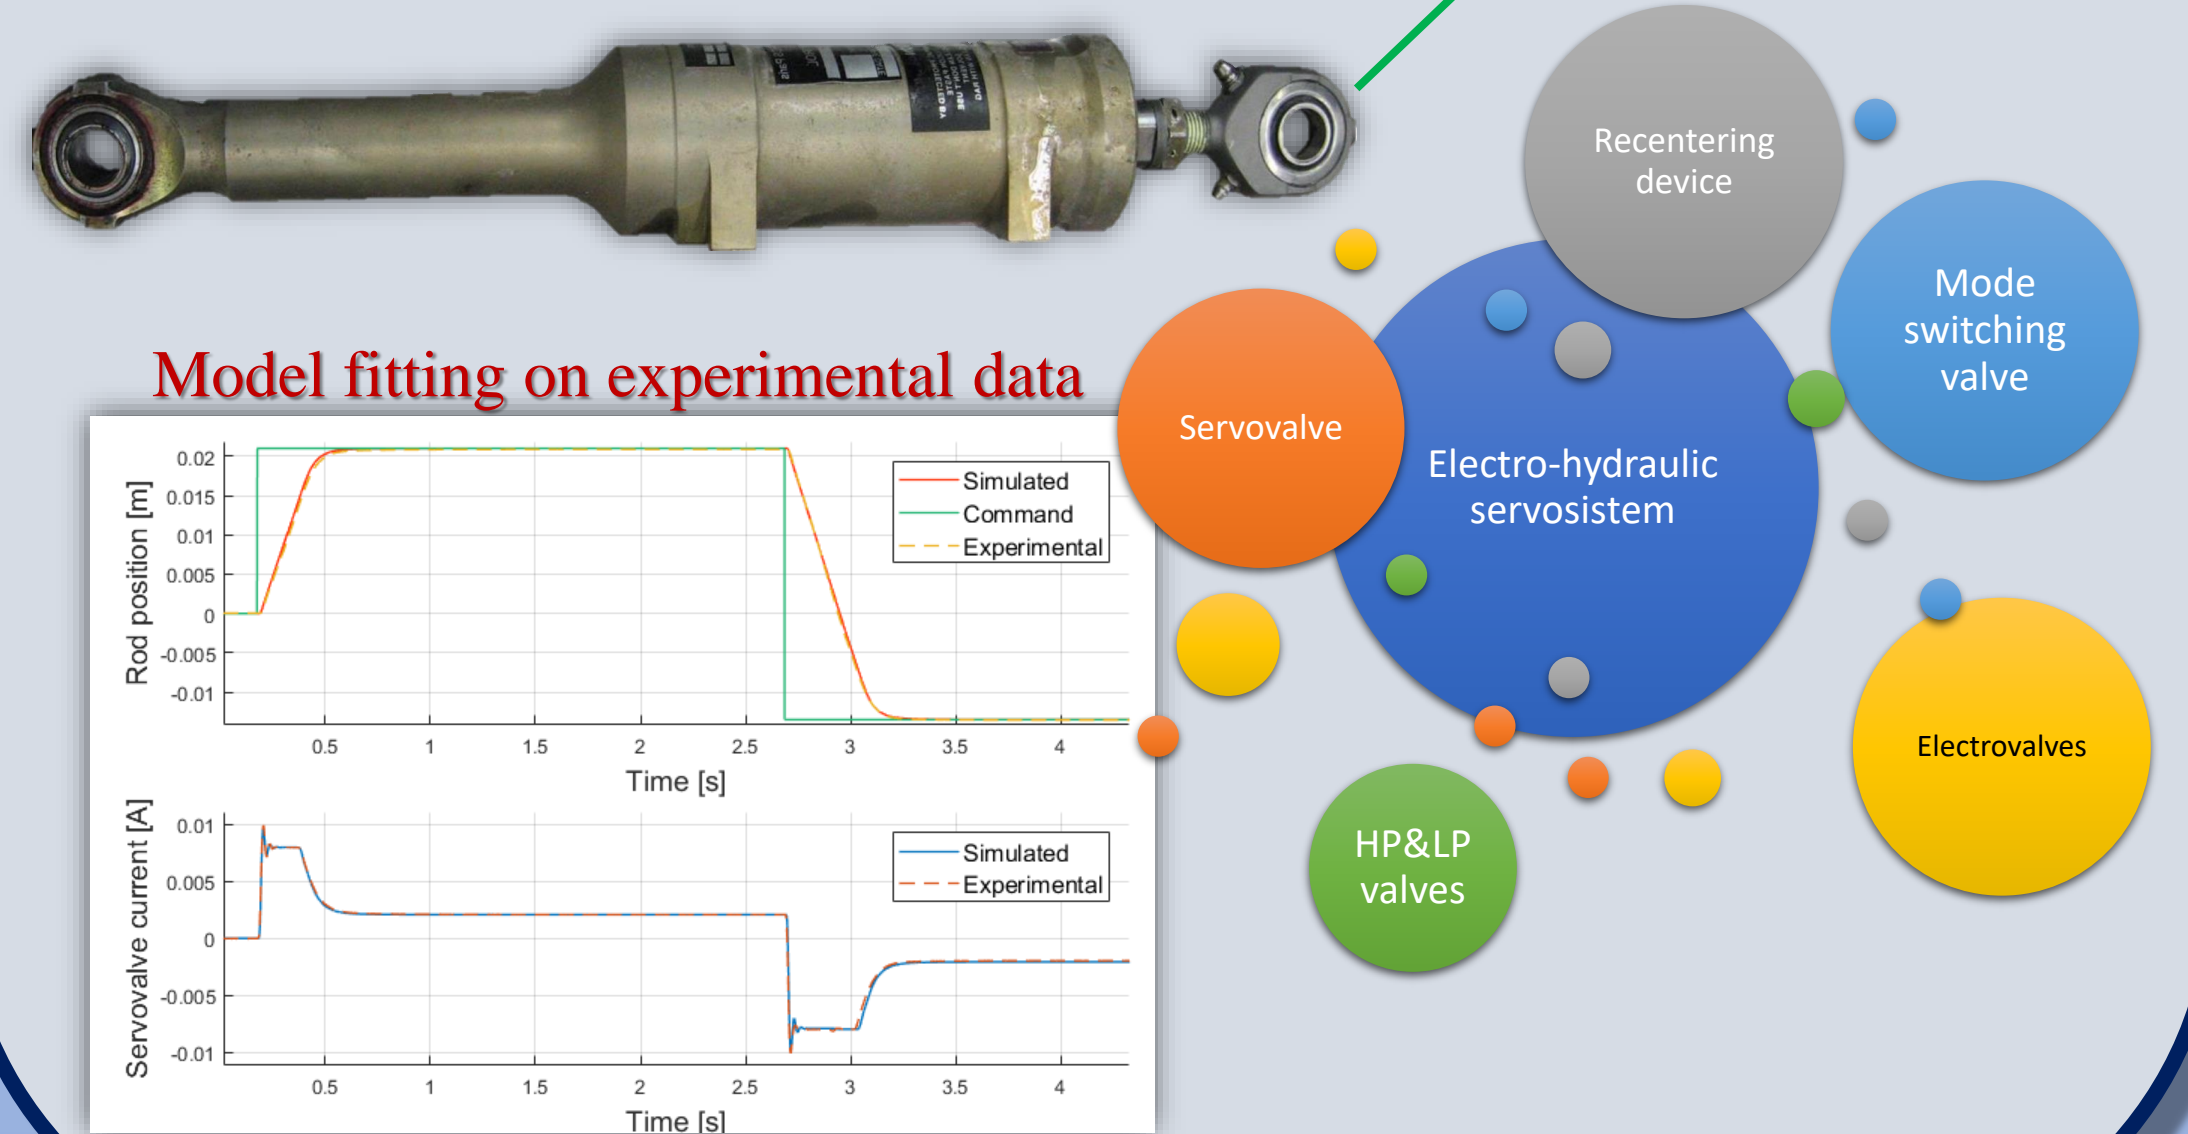 Model fitting on experimental data
0.02
0.015
0.01
0.005
0
-0.005
-0.01
Rod position [m]
Simulated
Command
Experimental
0.5 1 1.5 2 2.5 3 3.5 4
Time [s]
0.01
0.005
0
-0.005
-0.01
Servovalve current [A]
Simulated
Experimental
0.5 1 1.5 2 2.5 3 3.5 4
Time [s]
Recentering
device
Mode
switching
valve
Servovalve
Electro-hydraulic
servosistem
Electrovalves
HP&LP
valves